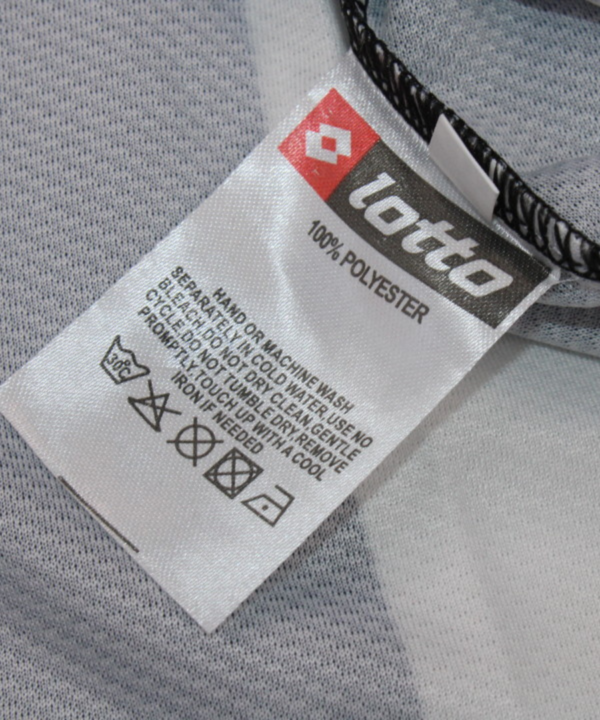 lotto
100% POLYESTER
HAND OR MACHINE WASH
SEPARATELY IN COLD WATER, USE NO
BLEACH DO NOT DRY CLEAN, GENTLE
CYCLE. DO NOT TUMBLE DRY, REMOVE
PROMPTLY, TOUCH UP WITH A COOL
IRON IF NEEDED
30°C